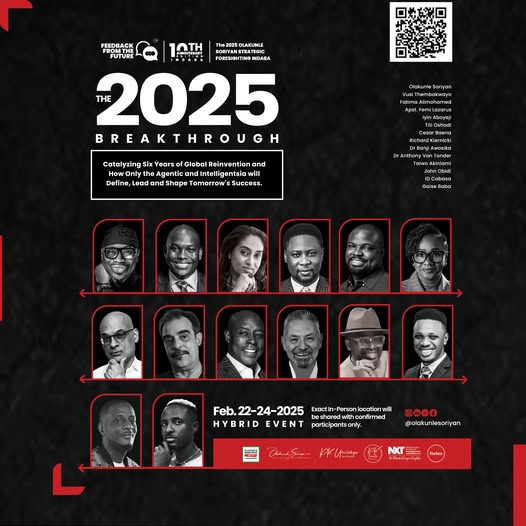 FEEDBACK
FROM THE
FUTURE
10TH
ANNIVERSARY
INDABA
The 2025 OLAKUNLE
SORIYAN STRATEGIC
FORESIGHTING INDABA
THE 2025
BREAKTHROUGH
Catalyzing Six Years of Global Reinvention and
How Only the Agentic and Intelligentsia will
Define, Lead and Shape Tomorrow's Success.
Olakunle Soriyan
Vusi Thembekwayo
Fatima Alimohamed
Apst. Femi Lazarus
Iyin Aboyeji
Titi Oshodi
Cesar Baena
Richard Kiernicki
Dr Banji Awosika
Dr Anthony Von Tonder
Taiwo Akinlami
John Obidi
ID Cabasa
Gaise Baba
Feb. 22-24-2025
HYBRID EVENT
Exact In-Person location will
be shared with confirmed
participants only.
@olakunlesoriyan
NXT
Forbes